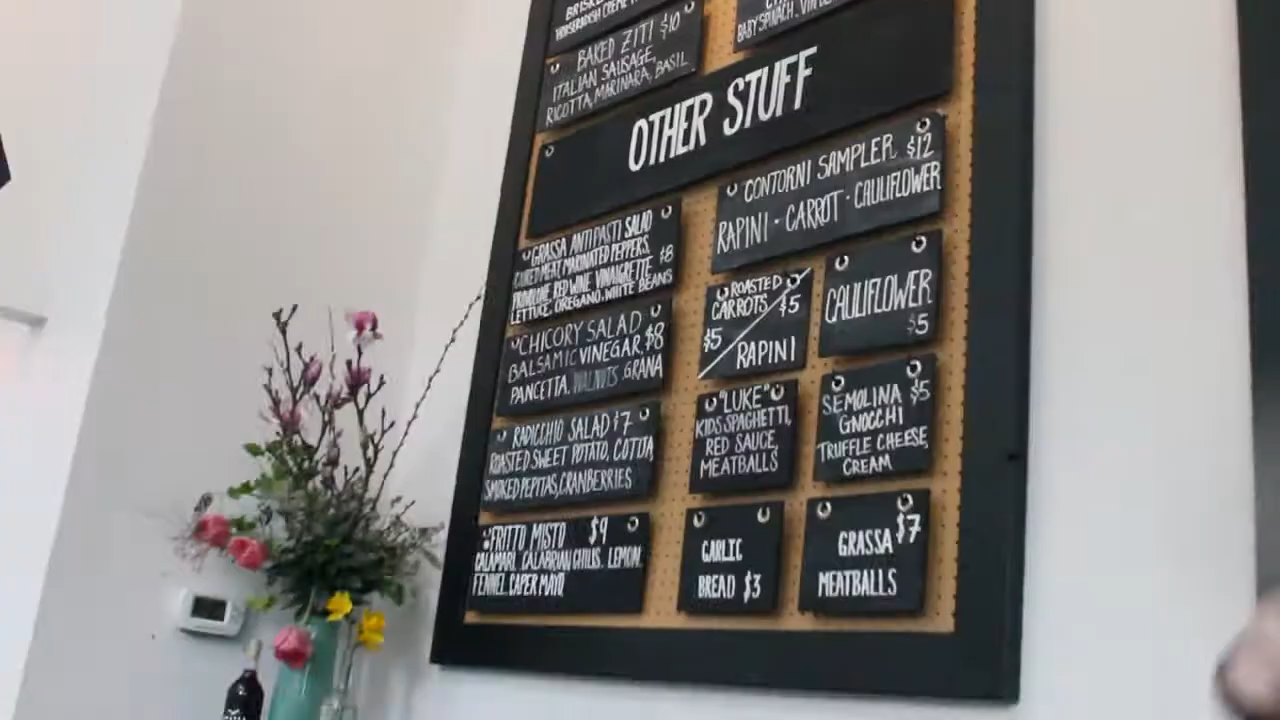 HORSERADISH CREME
BAKED ZITI $10
ITALIAN SAUSAGE,
RICOTTA, MARINARA, BASIL
BABY SPINACH,
OTHER STUFF
GRASSA ANTIPASTI SALAD
CURED MEAT, MARINATED PEPPERS, $8
PROVOLONE, RED WINE VINAIGRETTE
LETTUCE, OREGANO, WHITE BEANS
CHICORY SALAD $8
BALSAMIC VINEGAR,
PANCETTA, WALNUTS, GRANA
RADICCHIO SALAD $7
ROASTED SWEET POTATO, COTIJA
SMOKED PEPITAS, CRANBERRIES
FRITTO MISTO $9
CALAMARI, CALABRIAN CHILIS, LEMON,
FENNEL, CAPER MAYO
CONTORNI SAMPLER $12
RAPINI · CARROT · CAULIFLOWER
ROASTED
CARROTS $5
$5
RAPINI
CAULIFLOWER
$5
"LUKE"
KIDS SPAGHETTI,
RED SAUCE,
MEATBALLS
SEMOLINA $5
GNOCCHI
TRUFFLE CHEESE,
CREAM
GARLIC
BREAD $3
GRASSA $7
MEATBALLS